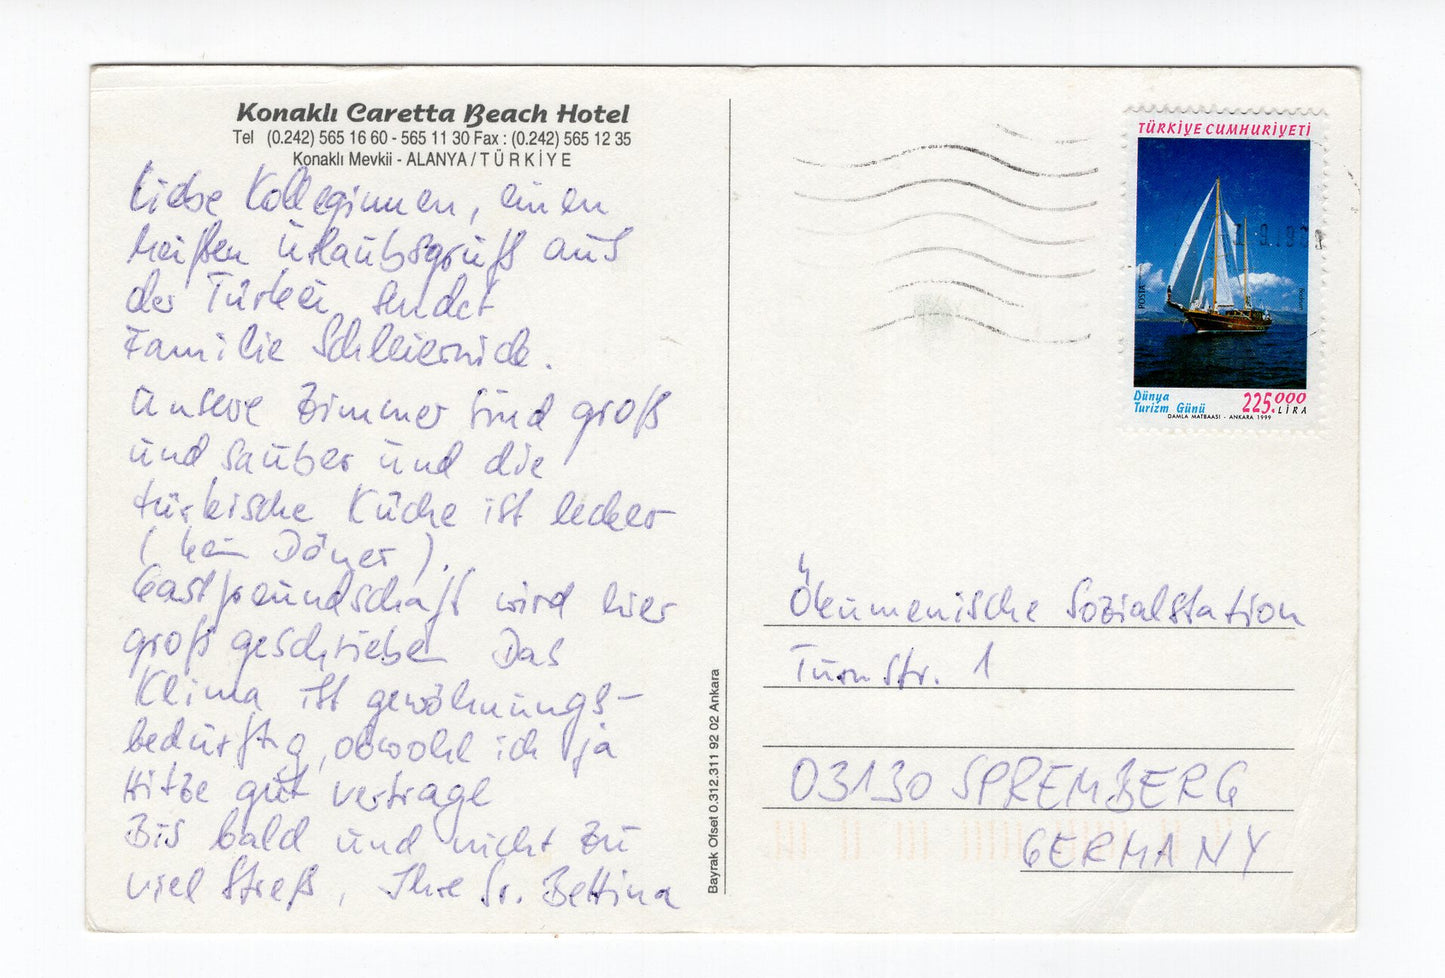 Konaklı Caretta Beach Hotel
Tel (0.242) 565 16 60 - 565 11 30 Fax : (0.242) 565 12 35
Konaklı Mevkii - ALANYA / TÜRKİYE
Liebe Kolleginnen, einen
heißen Urlaubsgruß aus
der Türkei sendet
Familie
Unsere Zimmer sind groß
und sauber und die
türkische Küche ist lecker
(kein Döner).
Gastfreundschaft wird hier
groß geschrieben Das
Klima ist gewöhnungs-
bedürftig, obwohl ich ja
Hitze gut vertrage
Bis bald und nicht zu
viel Streß, Ihre Sr. Bettina
Bayrak Ofset 0.312.311 92 02 Ankara
TÜRKİYE CUMHURİYETİ
POSTA
Dünya
Turizm Günü
225.000
LİRA
DAMLA MATBAASI - ANKARA 1999
Ökumenische Sozialstation
Turnstr. 1
03130 SPREMBERG
GERMANY